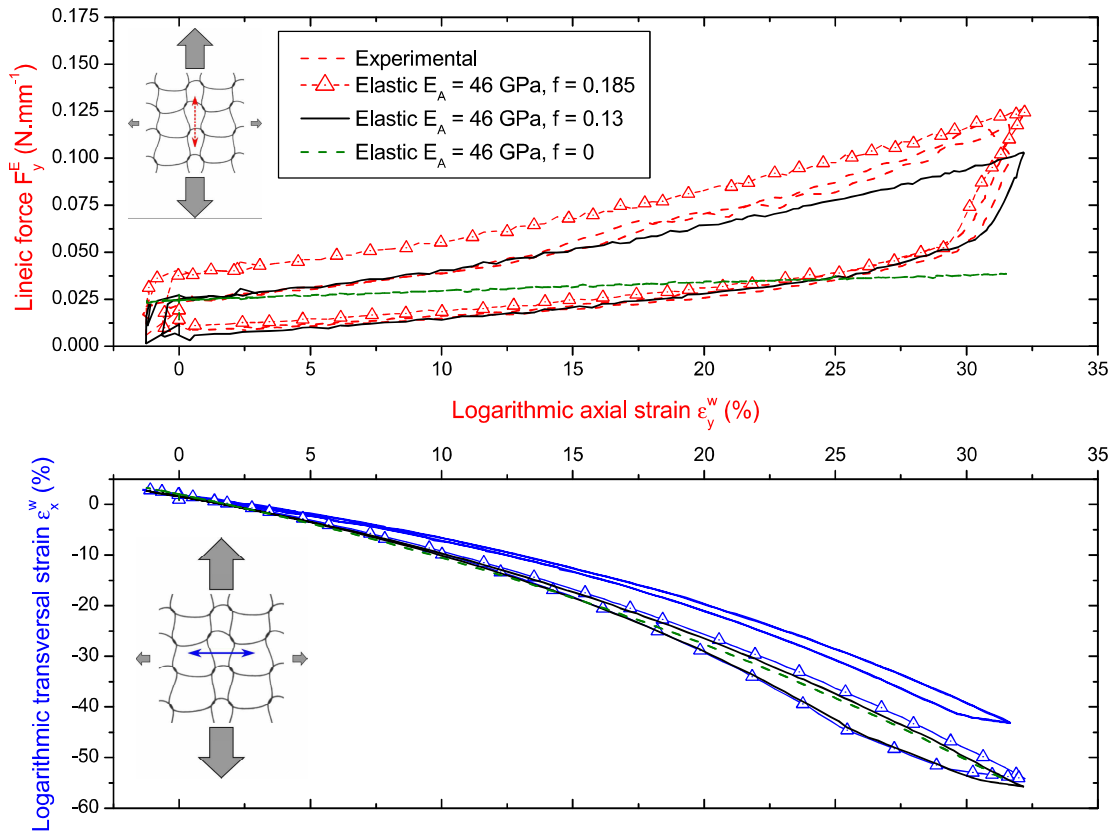 0.175
0.150
0.125
0.100
0.075
0.050
0.025
0.000
Lineic force F_y^E (N.mm⁻¹)
Experimental
Elastic E_A = 46 GPa, f = 0.185
Elastic E_A = 46 GPa, f = 0.13
Elastic E_A = 46 GPa, f = 0
0 5 10 15 20 25 30 35
Logarithmic axial strain ε_y^w (%)
0 5 10 15 20 25 30 35
0
-10
-20
-30
-40
-50
-60
Logarithmic transversal strain ε_x^w (%)